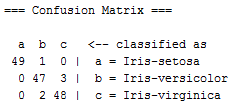 === Confusion Matrix ===
a b c <-- classified as
49 1 0 | a = Iris-setosa
0 47 3 | b = Iris-versicolor
0 2 48 | c = Iris-virginica